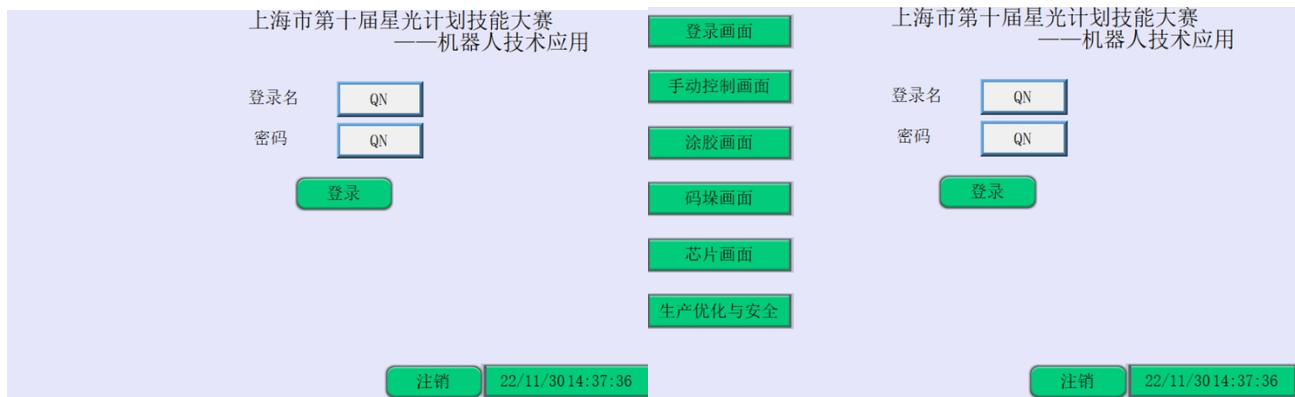 上海市第十届星光计划技能大赛
——机器人技术应用
登录名 QN
密码 QN
登录
注销 22/11/30 14:37:36
登录画面
手动控制画面
涂胶画面
码垛画面
芯片画面
生产优化与安全
上海市第十届星光计划技能大赛
——机器人技术应用
登录名 QN
密码 QN
登录
注销 22/11/30 14:37:36